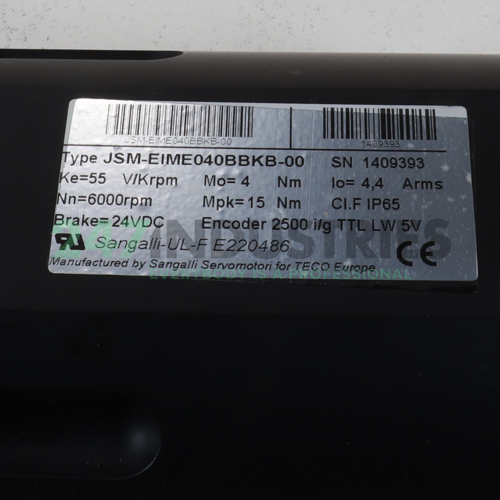 JSM-EIME040BBKB-00 1409393
Type JSM-EIME040BBKB-00 SN 1409393
Ke=55 V/Krpm Mo= 4 Nm Io= 4,4 Arms
Nn=6000rpm Mpk= 15 Nm Cl.F IP65
Brake= 24VDC Encoder 2500 i/g TTL LW 5V
Sangalli-UL-F E220486 CE
Manufactured by Sangalli Servomotori for TECO Europe
INDUSTRIES
PROFESSIONAL